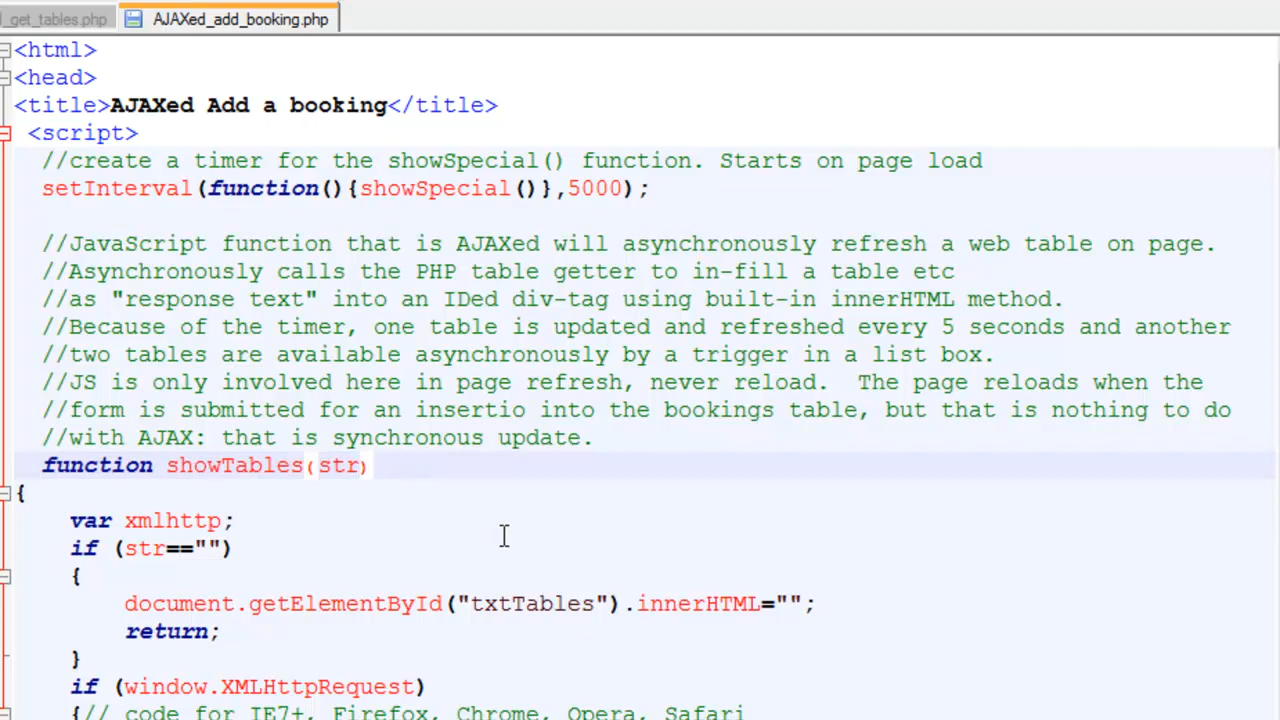 _get_tables.php AJAXed_add_booking.php
<html>
<head>
<title>AJAXed Add a booking</title>
<script>
//create a timer for the showSpecial() function. Starts on page load
setInterval(function(){showSpecial()},5000);
//JavaScript function that is AJAXed will asynchronously refresh a web table on page.
//Asynchronously calls the PHP table getter to in-fill a table etc
//as "response text" into an IDed div-tag using built-in innerHTML method.
//Because of the timer, one table is updated and refreshed every 5 seconds and another
//two tables are available asynchronously by a trigger in a list box.
//JS is only involved here in page refresh, never reload.  The page reloads when the
//form is submitted for an insertio into the bookings table, but that is nothing to do
//with AJAX: that is synchronous update.
function showTables(str)
{
var xmlhttp;
if (str=="")
{
document.getElementById("txtTables").innerHTML="";
return;
}
if (window.XMLHttpRequest)
{// code for IE7+, Firefox, Chrome, Opera, Safari